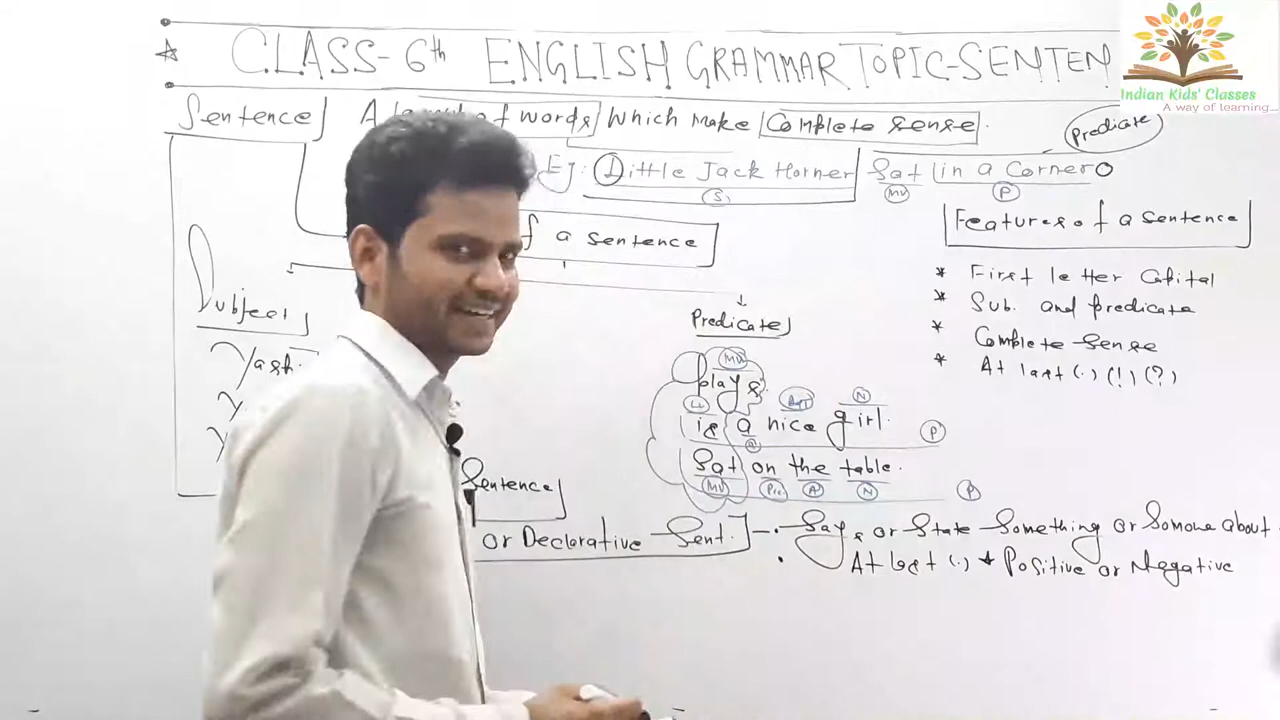 CLASS-6th ENGLISH GRAMMAR TOPIC-SENTEN
Indian Kids' Classes
A way of learning....
Sentence A of words which make Complete sense.
Predicate
Eg: Little Jack Horner Sat in a Corner
S MV P
f a sentence
Features of a sentence
* First letter Capital
* Sub. and predicate
* Complete sense
* At last (.) (!) (?)
Subject
Predicate
Yash
MV
plays.
N
is a nice girl. P
Sat on the table.
MV Pre A N P
Sentence
or Declarative Sent. - . Say, or State Something or Somone about.
. At last (.) * Positive or Negative